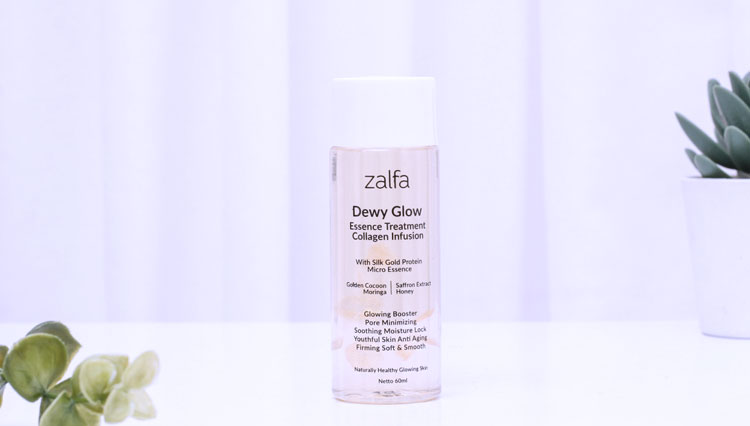 zalfa
Dewy Glow
Essence Treatment
Collagen Infusion
With Silk Gold Protein
Micro Essence
Golden Cocoon | Saffron Extract
Moringa | Honey
Glowing Booster
Pore Minimizing
Soothing Moisture Lock
Youthful Skin Anti Aging
Firming Soft & Smooth
Naturally Healthy Glowing Skin
Netto 60ml